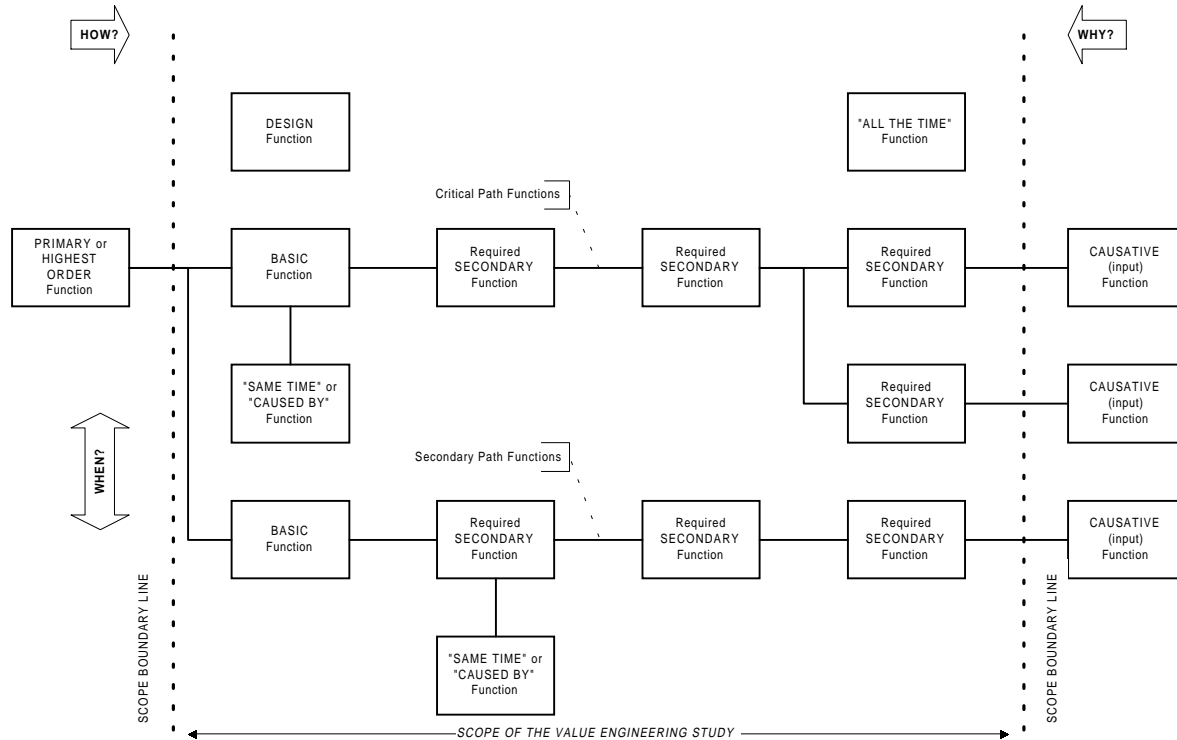 HOW?
WHY?
DESIGN
Function
"ALL THE TIME"
Function
Critical Path Functions
PRIMARY or
HIGHEST
ORDER
Function
BASIC
Function
Required
SECONDARY
Function
Required
SECONDARY
Function
Required
SECONDARY
Function
CAUSATIVE
(input)
Function
"SAME TIME" or
"CAUSED BY"
Function
Required
SECONDARY
Function
CAUSATIVE
(input)
Function
WHEN?
Secondary Path Functions
BASIC
Function
Required
SECONDARY
Function
Required
SECONDARY
Function
Required
SECONDARY
Function
CAUSATIVE
(input)
Function
SCOPE BOUNDARY LINE
SCOPE BOUNDARY LINE
"SAME TIME" or
"CAUSED BY"
Function
SCOPE OF THE VALUE ENGINEERING STUDY